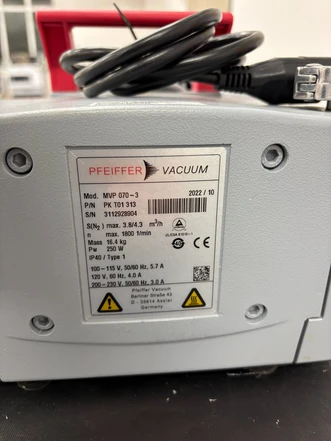 PFEIFFER VACUUM
Mod. MVP 070-3 2022 / 10
P/N PK T01 313
S/N 3112928904
S(N₂) max. 3.8/4.3 m³/h
n max. 1800 1/min
Mass 16.4 kg
Pw 250 W
IP40 / Type 1
100 - 115 V, 50/60 Hz, 5.7 A
120 V, 60 Hz, 4.0 A
200 - 230 V, 50/60 Hz, 3.0 A
Pfeiffer Vacuum
Berliner Straße 43
D - 35614 Asslar
Germany